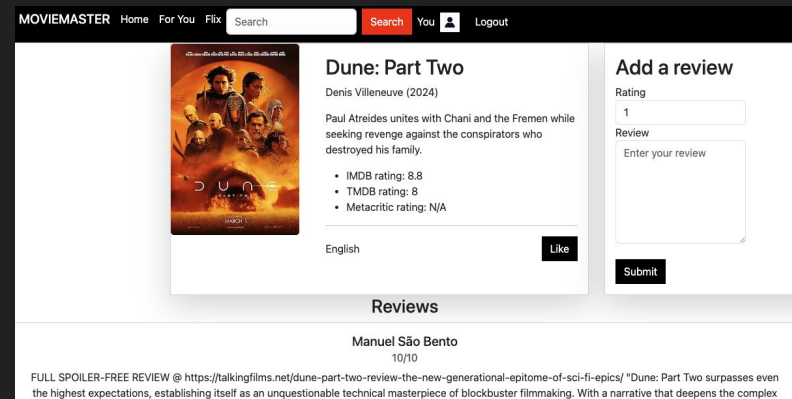 MOVIEMASTER Home For You Flix Search Search You Logout
DUNE
PART TWO
MARCH
Dune: Part Two
Denis Villeneuve (2024)
Paul Atreides unites with Chani and the Fremen while
seeking revenge against the conspirators who
destroyed his family.
IMDB rating: 8.8
TMDB rating: 8
Metacritic rating: N/A
English
Like
Add a review
Rating
1
Review
Enter your review
Submit
Reviews
Manuel São Bento
10/10
FULL SPOILER-FREE REVIEW @ https://talkingfilms.net/dune-part-two-review-the-new-generational-epitome-of-sci-fi-epics/ "Dune: Part Two surpasses even
the highest expectations, establishing itself as an unquestionable technical masterpiece of blockbuster filmmaking. With a narrative that deepens the complex